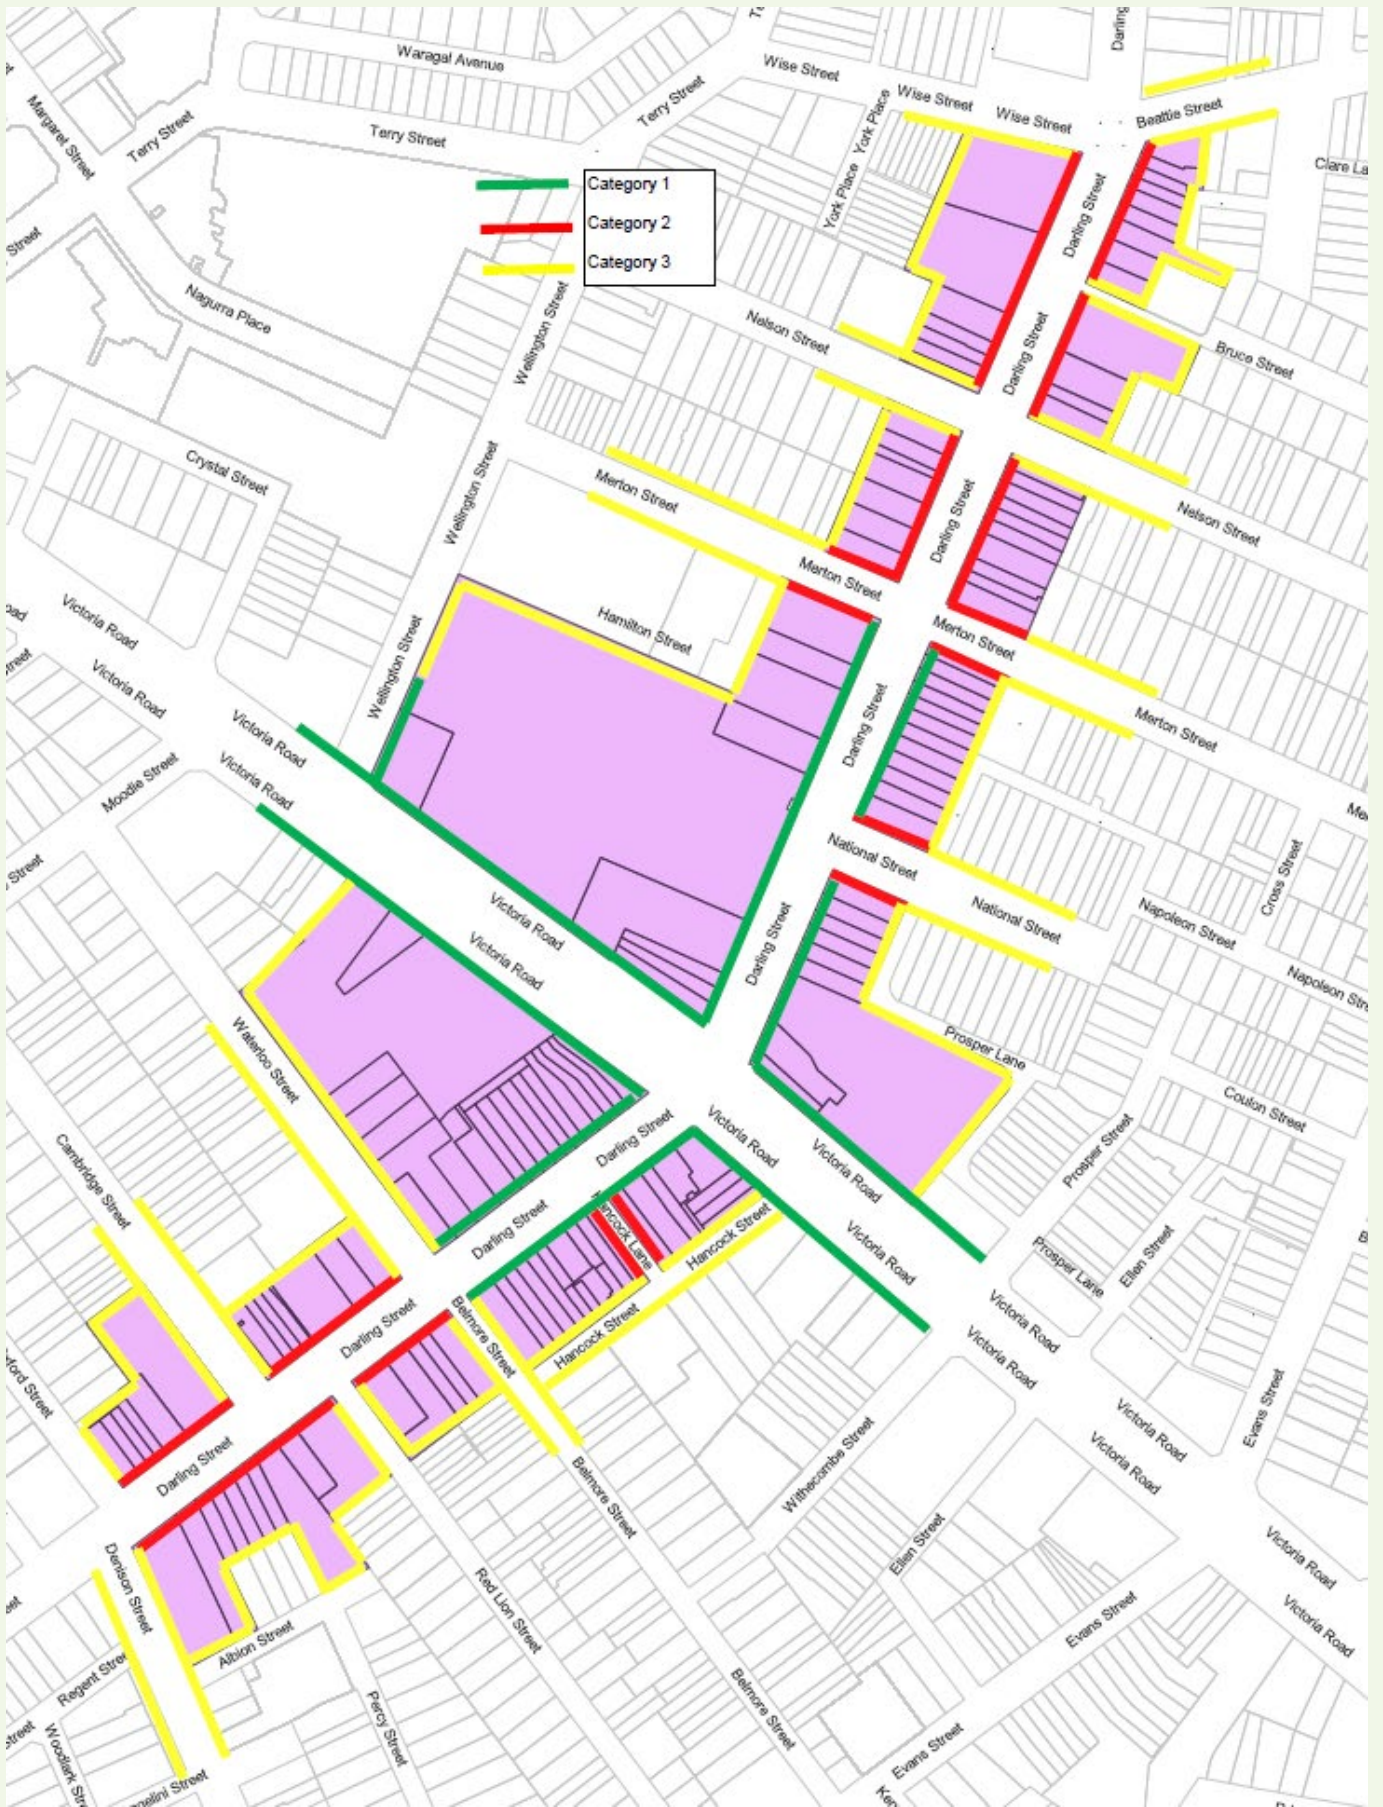 Waragal Avenue
Wise Street
Darling
Margaret Street
Terry Street
Terry Street
Terry Street
York Place
Wise Street
Wise Street
Beattie Street
Clare La
Category 1
Category 2
Category 3
York Place
Darling Street
Street
Nagurra Place
Wellington Street
Nelson Street
Darling Street
Bruce Street
Crystal Street
Wellington Street
Merton Street
Darling Street
Nelson Street
Victoria Road
Merton Street
Hamilton Street
Merton Street
Wellington Street
Victoria Road
Darling Street
Merton Street
Victoria Road
Victoria Road
Moodie Street
National Street
Cross Street
Street
Victoria Road
Victoria Road
Darling Street
National Street
Napoleon Street
Napoleon Stre
Waterloo Street
Prosper Lane
Coulon Street
Darling Street
Victoria Road
Victoria Road
Prosper Street
Cambridge Street
Darling Street
Hancock Street
Victoria Road
Prosper Lane
Ellen Street
Darling Street
Belmore Street
Hancock Street
Victoria Road
Victoria Road
Darling Street
Belmore Street
Withecombe Street
Victoria Road
Victoria Road
Evans Street
Denison Street
Red Lion Street
Ellen Street
Victoria Road
Victoria Road
Albion Street
Regent Stree
Evans Street
Percy Street
Belmore Street
Woodlark Stre
Evans Street